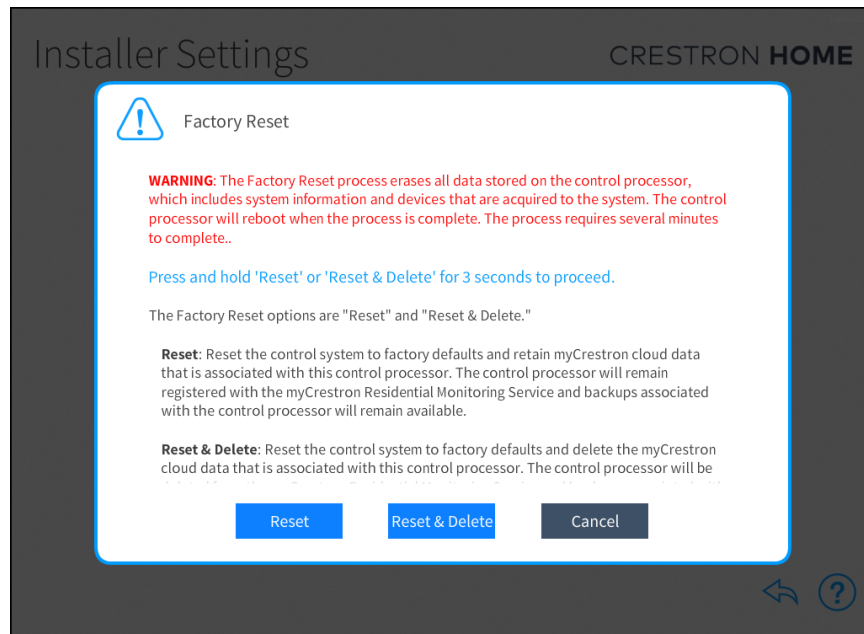 Installer Settings
CRESTRON HOME
Factory Reset
WARNING: The Factory Reset process erases all data stored on the control processor,
which includes system information and devices that are acquired to the system. The control
processor will reboot when the process is complete. The process requires several minutes
to complete..
Press and hold 'Reset' or 'Reset & Delete' for 3 seconds to proceed.
The Factory Reset options are "Reset" and "Reset & Delete."
Reset: Reset the control system to factory defaults and retain myCrestron cloud data
that is associated with this control processor. The control processor will remain
registered with the myCrestron Residential Monitoring Service and backups associated
with the control processor will remain available.
Reset & Delete: Reset the control system to factory defaults and delete the myCrestron
cloud data that is associated with this control processor. The control processor will be
Reset
Reset & Delete
Cancel